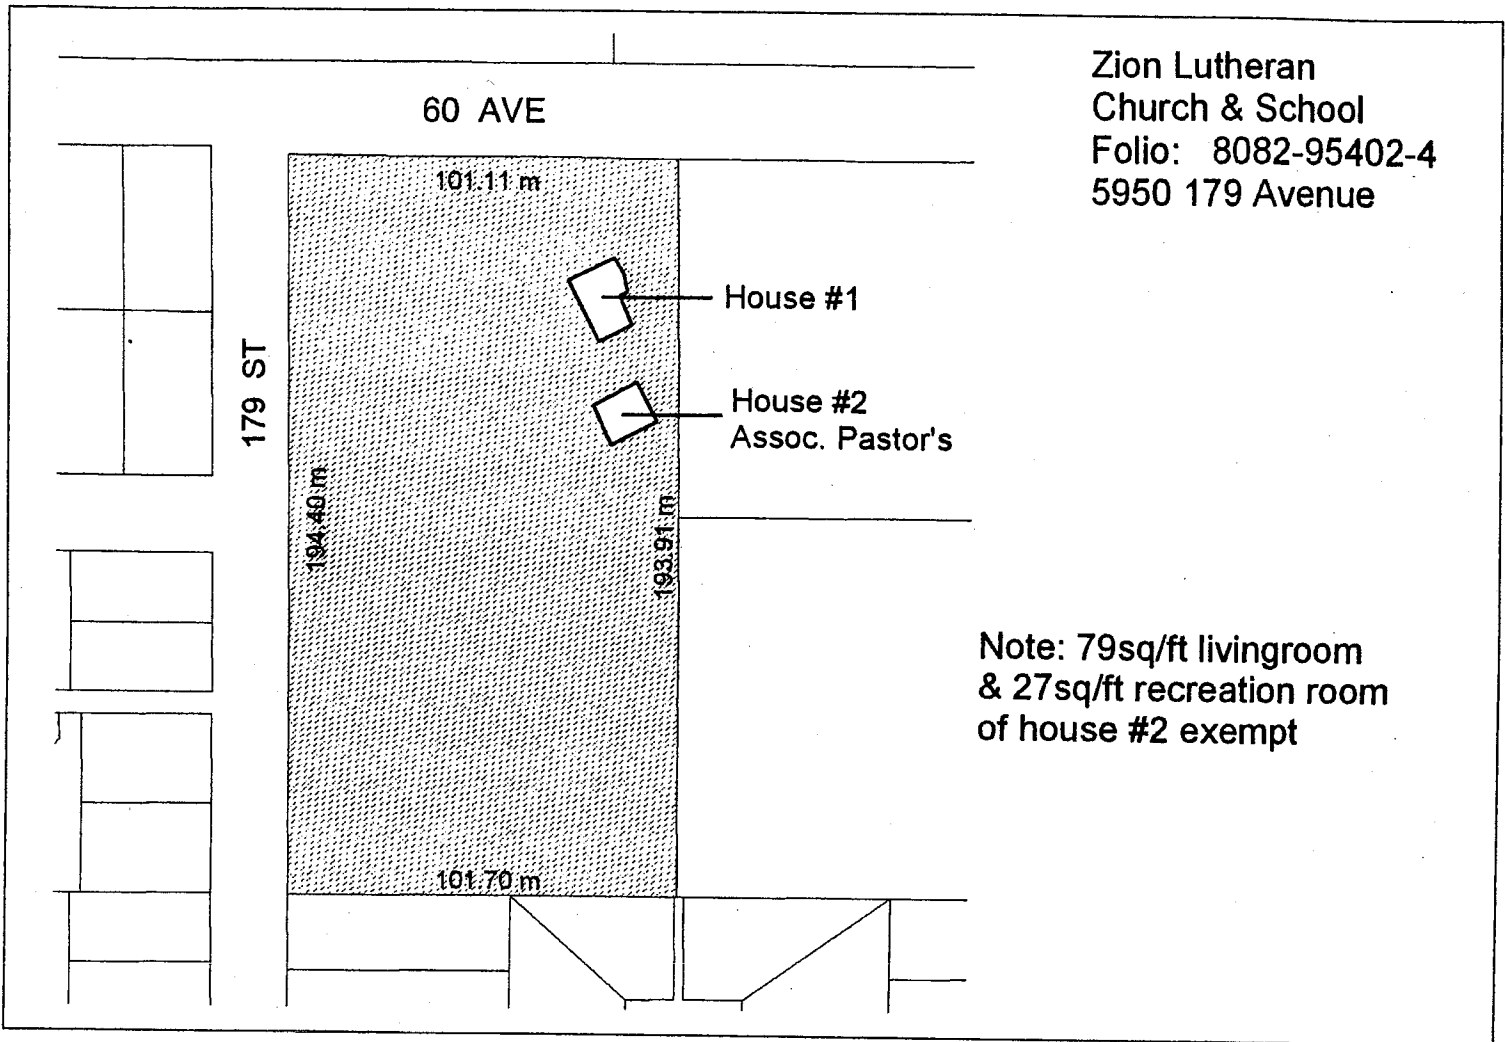 Zion Lutheran
Church & School
Folio: 8082-95402-4
5950 179 Avenue
60 AVE
101.11 m
House #1
179 ST
House #2
Assoc. Pastor's
194.40 m
193.91 m
Note: 79sq/ft livingroom
& 27sq/ft recreation room
of house #2 exempt
101.70 m